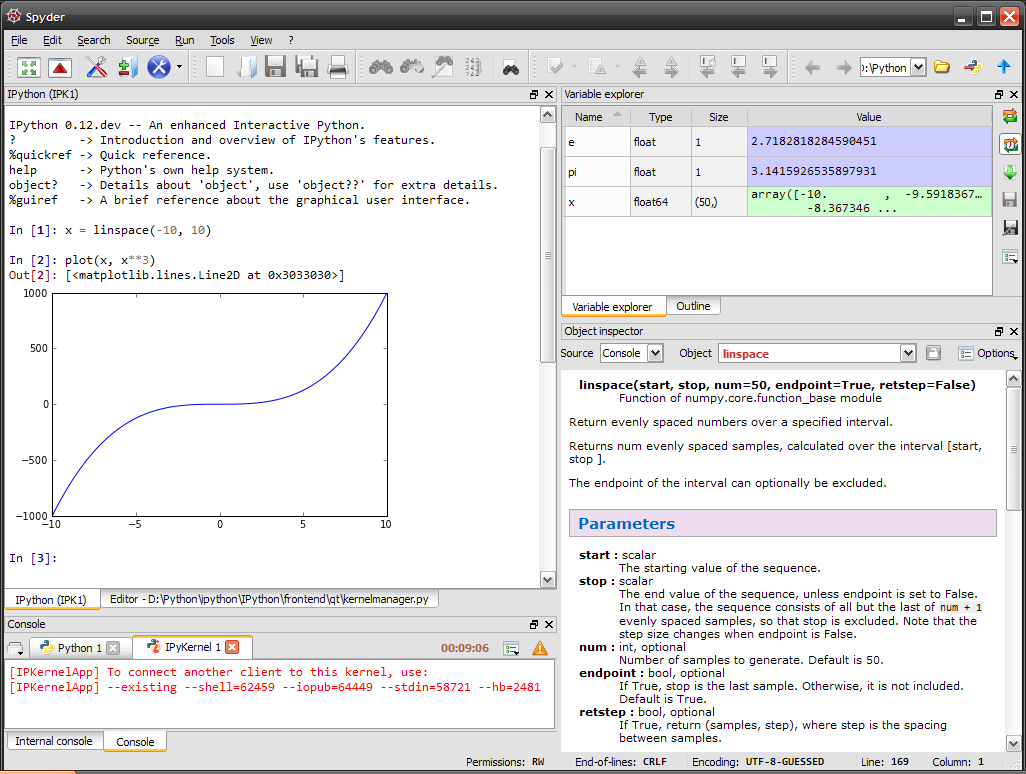 Spyder
File Edit Search Source Run Tools View ?
:\Python
IPython (IPK1)
IPython 0.12.dev -- An enhanced Interactive Python.
? -> Introduction and overview of IPython's features.
%quickref -> Quick reference.
help -> Python's own help system.
object? -> Details about 'object', use 'object??' for extra details.
%guiref -> A brief reference about the graphical user interface.
In [1]: x = linspace(-10, 10)
In [2]: plot(x, x**3)
Out[2]: [<matplotlib.lines.Line2D at 0x3033030>]
1000
500
0
−500
−1000
−10 −5 0 5 10
In [3]:
IPython (IPK1) Editor - D:\Python\ipython\IPython\frontend\qt\kernelmanager.py
Console
Python 1 IPyKernel 1 00:09:06
[IPKernelApp] To connect another client to this kernel, use:
[IPKernelApp] --existing --shell=62459 --iopub=64449 --stdin=58721 --hb=2481
Internal console Console
Variable explorer
Name Type Size Value
e float 1 2.7182818284590451
pi float 1 3.1415926535897931
x float64 (50,) array([-10. , -9.5918367…
-8.367346 ...
Variable explorer Outline
Object inspector
Source Console Object linspace Options
linspace(start, stop, num=50, endpoint=True, retstep=False)
Function of numpy.core.function_base module
Return evenly spaced numbers over a specified interval.
Returns num evenly spaced samples, calculated over the interval [start,
stop ].
The endpoint of the interval can optionally be excluded.
Parameters
start : scalar
The starting value of the sequence.
stop : scalar
The end value of the sequence, unless endpoint is set to False.
In that case, the sequence consists of all but the last of num + 1
evenly spaced samples, so that stop is excluded. Note that the
step size changes when endpoint is False.
num : int, optional
Number of samples to generate. Default is 50.
endpoint : bool, optional
If True, stop is the last sample. Otherwise, it is not included.
Default is True.
retstep : bool, optional
If True, return (samples, step), where step is the spacing
between samples.
Permissions: RW End-of-lines: CRLF Encoding: UTF-8-GUESSED Line: 169 Column: 1